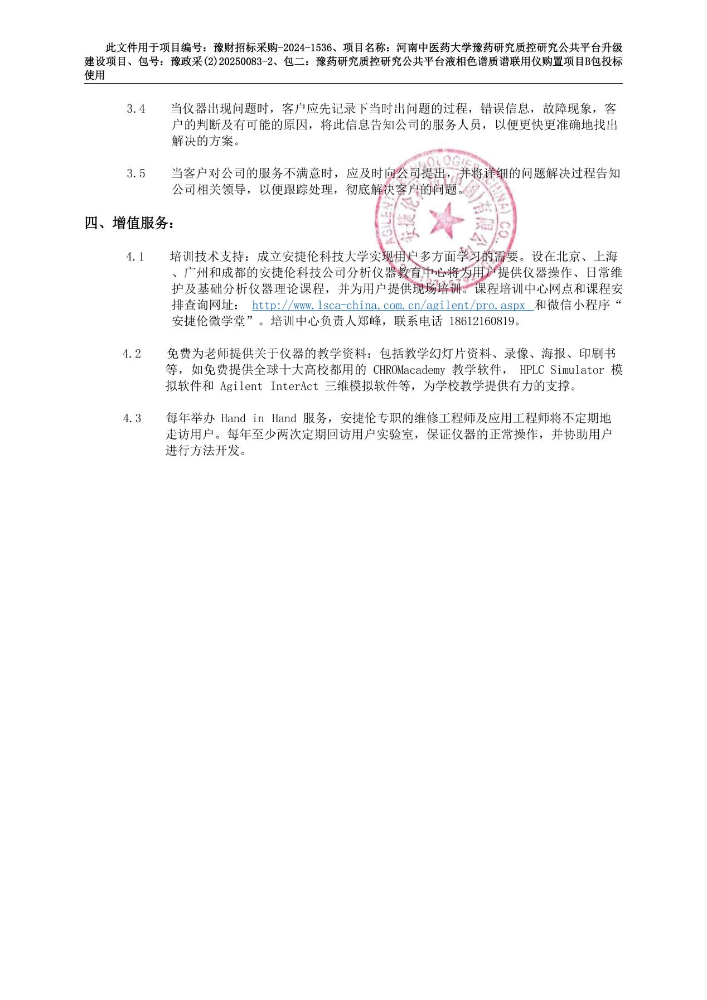 此文件用于项目编号：豫财招标采购-2024-1536、项目名称：河南中医药大学豫药研究质控研究公共平台升级
建设项目、包号：豫政采(2)20250083-2、包二：豫药研究质控研究公共平台液相色谱质谱联用仪购置项目B包投标
使用
3.4 当仪器出现问题时，客户应先记录下当时出问题的过程，错误信息，故障现象，客
户的判断及有可能的原因，将此信息告知公司的服务人员，以便更快更准确地找出
解决的方案。
3.5 当客户对公司的服务不满意时，应及时向公司提出，并将详细的问题解决过程告知
公司相关领导，以便跟踪处理，彻底解决客户的问题。
四、增值服务：
4.1 培训技术支持：成立安捷伦科技大学实现用户多方面学习的需要。设在北京、上海
、广州和成都的安捷伦科技公司分析仪器教育中心将为用户提供仪器操作、日常维
护及基础分析仪器理论课程，并为用户提供现场培训。课程培训中心网点和课程安
排查询网址： http://www.lsca-china.com.cn/agilent/pro.aspx 和微信小程序“
安捷伦微学堂”。培训中心负责人郑峰，联系电话 18612160819。
4.2 免费为老师提供关于仪器的教学资料：包括教学幻灯片资料、录像、海报、印刷书
等，如免费提供全球十大高校都用的 CHROMacademy 教学软件， HPLC Simulator 模
拟软件和 Agilent InterAct 三维模拟软件等，为学校教学提供有力的支撑。
4.3 每年举办 Hand in Hand 服务，安捷伦专职的维修工程师及应用工程师将不定期地
走访用户。每年至少两次定期回访用户实验室，保证仪器的正常操作，并协助用户
进行方法开发。
AGILENT TECHNOLOGIES (CHINA) CO., LTD.
安捷伦科技(中国)有限公司